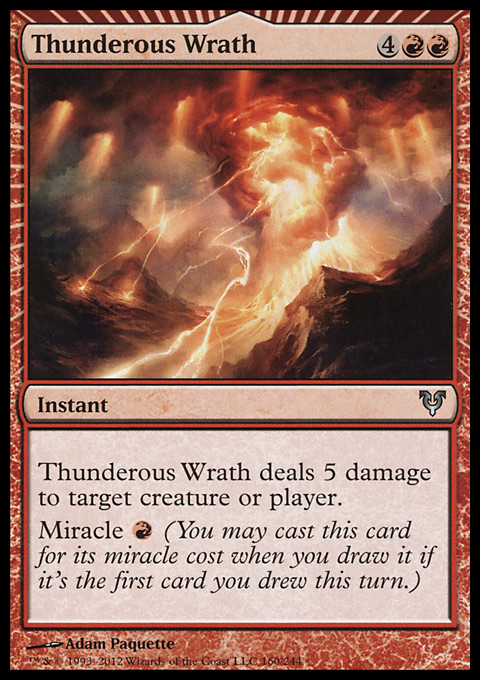 Thunderous Wrath 4
Instant
Thunderous Wrath deals 5 damage
to target creature or player.
Miracle (You may cast this card
for its miracle cost when you draw it if
it's the first card you drew this turn.)
Adam Paquette
™ & © 1993–2012 Wizards of the Coast LLC 160/244